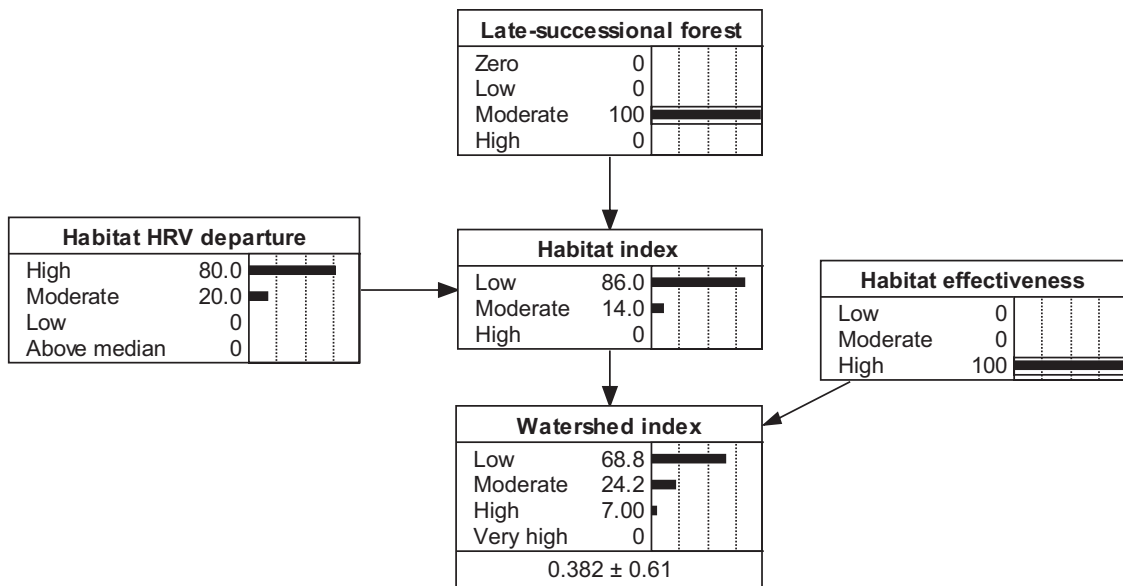 Late-successional forest
Zero 0
Low 0
Moderate 100
High 0
Habitat HRV departure
High 80.0
Moderate 20.0
Low 0
Above median 0
Habitat index
Low 86.0
Moderate 14.0
High 0
Habitat effectiveness
Low 0
Moderate 0
High 100
Watershed index
Low 68.8
Moderate 24.2
High 7.00
Very high 0
0.382 ± 0.61